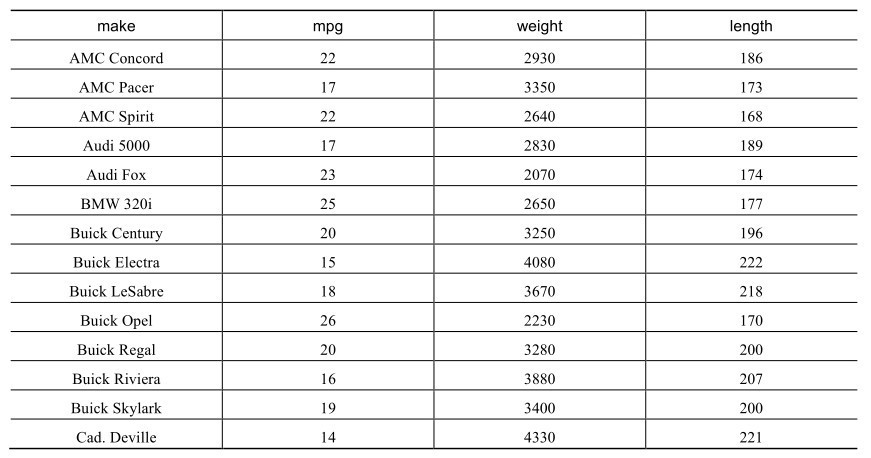 make mpg weight length
AMC Concord 22 2930 186
AMC Pacer 17 3350 173
AMC Spirit 22 2640 168
Audi 5000 17 2830 189
Audi Fox 23 2070 174
BMW 320i 25 2650 177
Buick Century 20 3250 196
Buick Electra 15 4080 222
Buick LeSabre 18 3670 218
Buick Opel 26 2230 170
Buick Regal 20 3280 200
Buick Riviera 16 3880 207
Buick Skylark 19 3400 200
Cad. Deville 14 4330 221